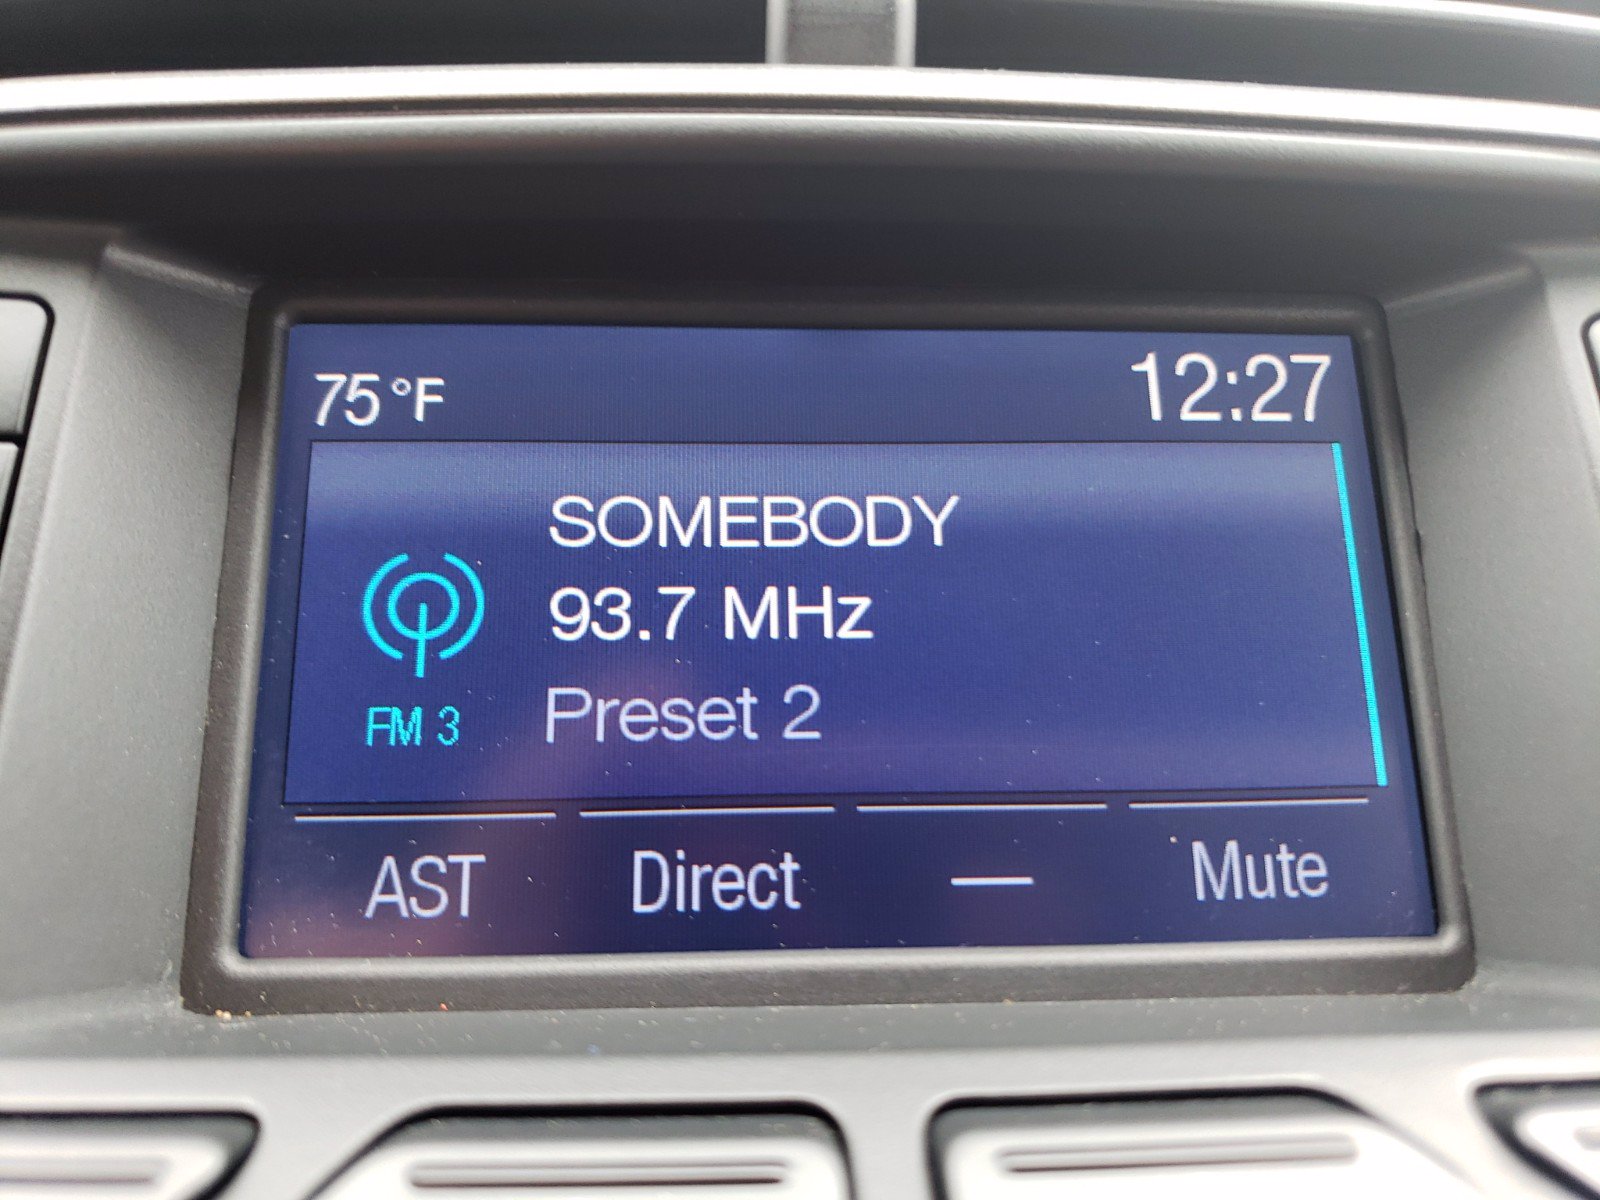 75°F 12:27
SOMEBODY
93.7 MHz
FM 3 Preset 2
AST Direct — Mute